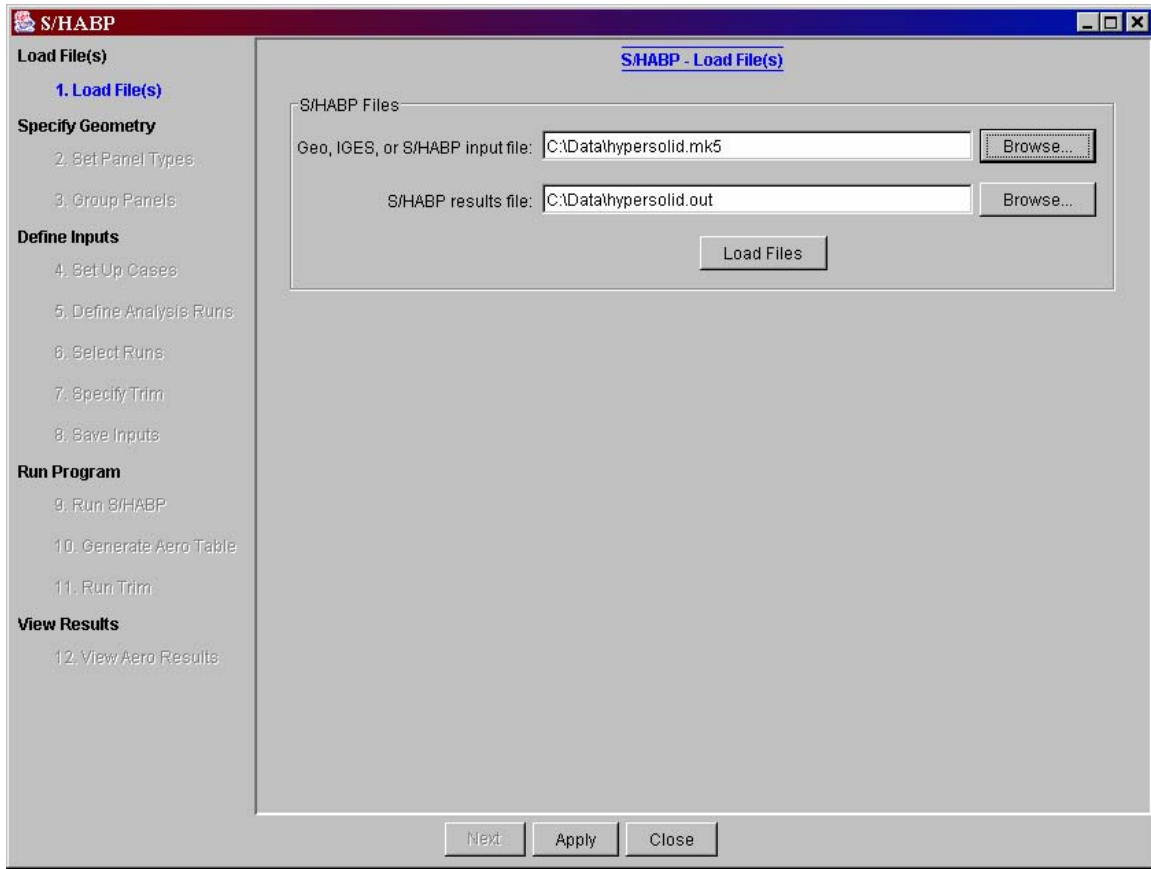 S/HABP
Load File(s)
1. Load File(s)
Specify Geometry
2. Set Panel Types
3. Group Panels
Define Inputs
4. Set Up Cases
5. Define Analysis Runs
6. Select Runs
7. Specify Trim
8. Save Inputs
Run Program
9. Run S/HABP
10. Generate Aero Table
11. Run Trim
View Results
12. View Aero Results
S/HABP - Load File(s)
S/HABP Files
Geo, IGES, or S/HABP input file: C:\Data\hypersolid.mk5 Browse...
S/HABP results file: C:\Data\hypersolid.out Browse...
Load Files
Next Apply Close